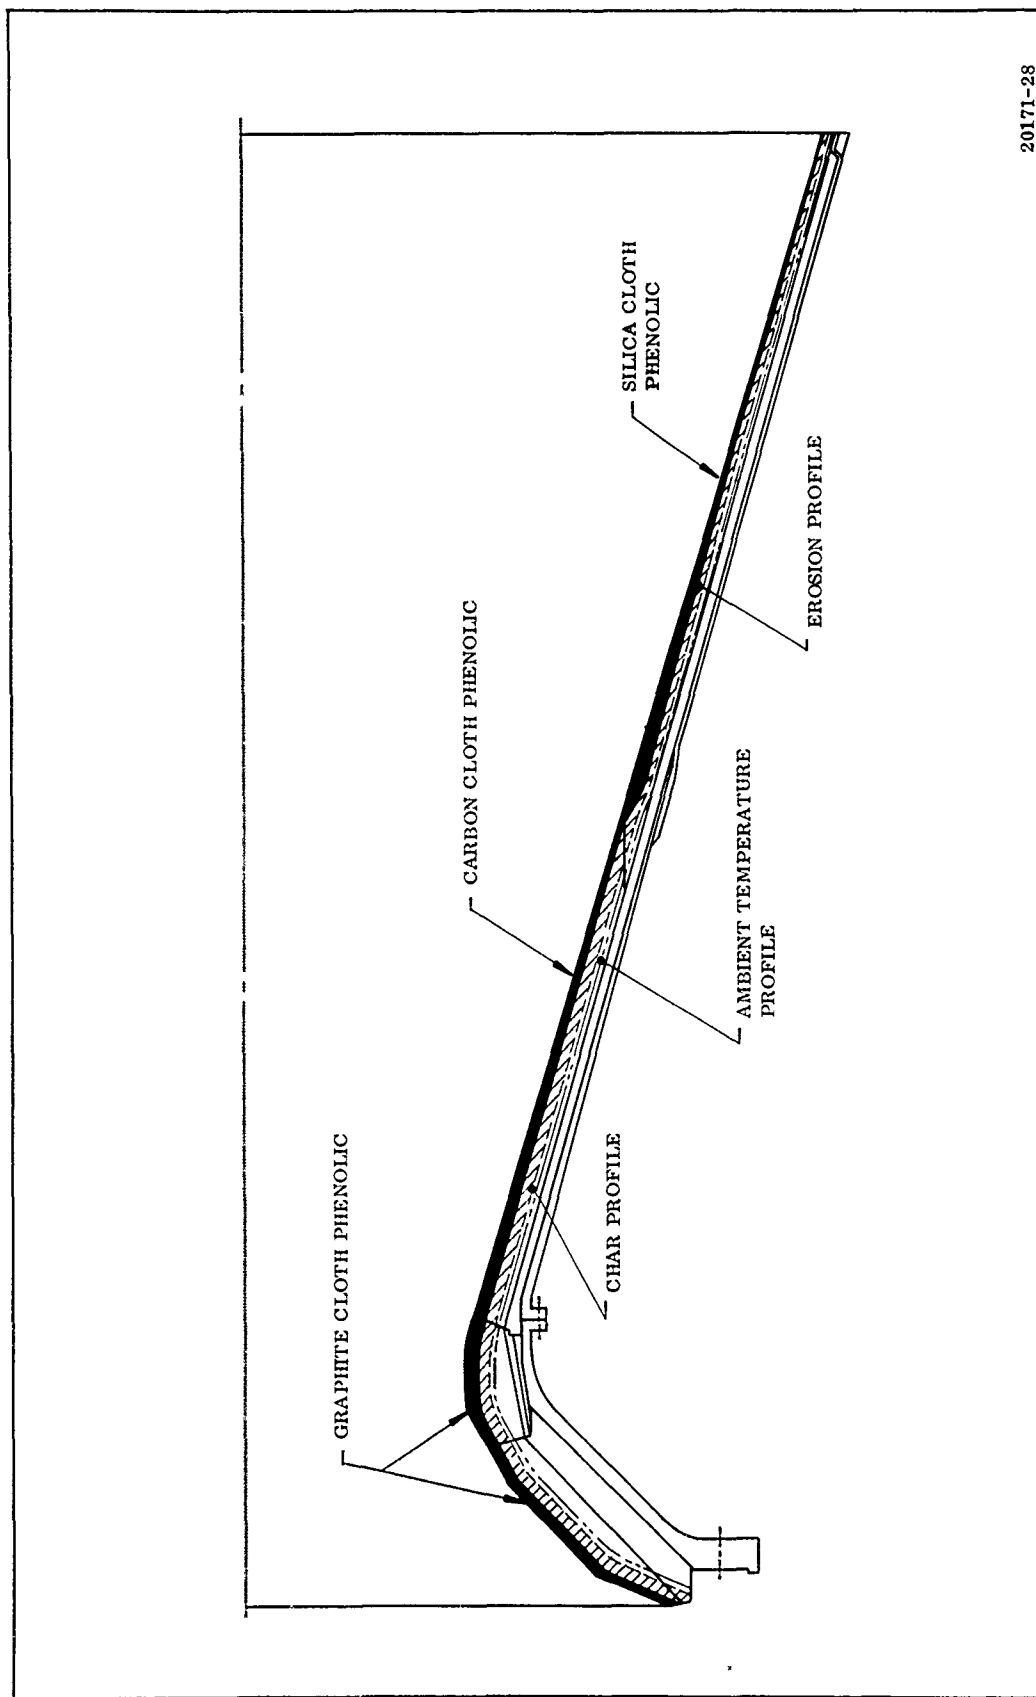 GRAPHITE CLOTH PHENOLIC
CARBON CLOTH PHENOLIC
SILICA CLOTH
PHENOLIC
CHAR PROFILE
AMBIENT TEMPERATURE
PROFILE
EROSION PROFILE
20171-28